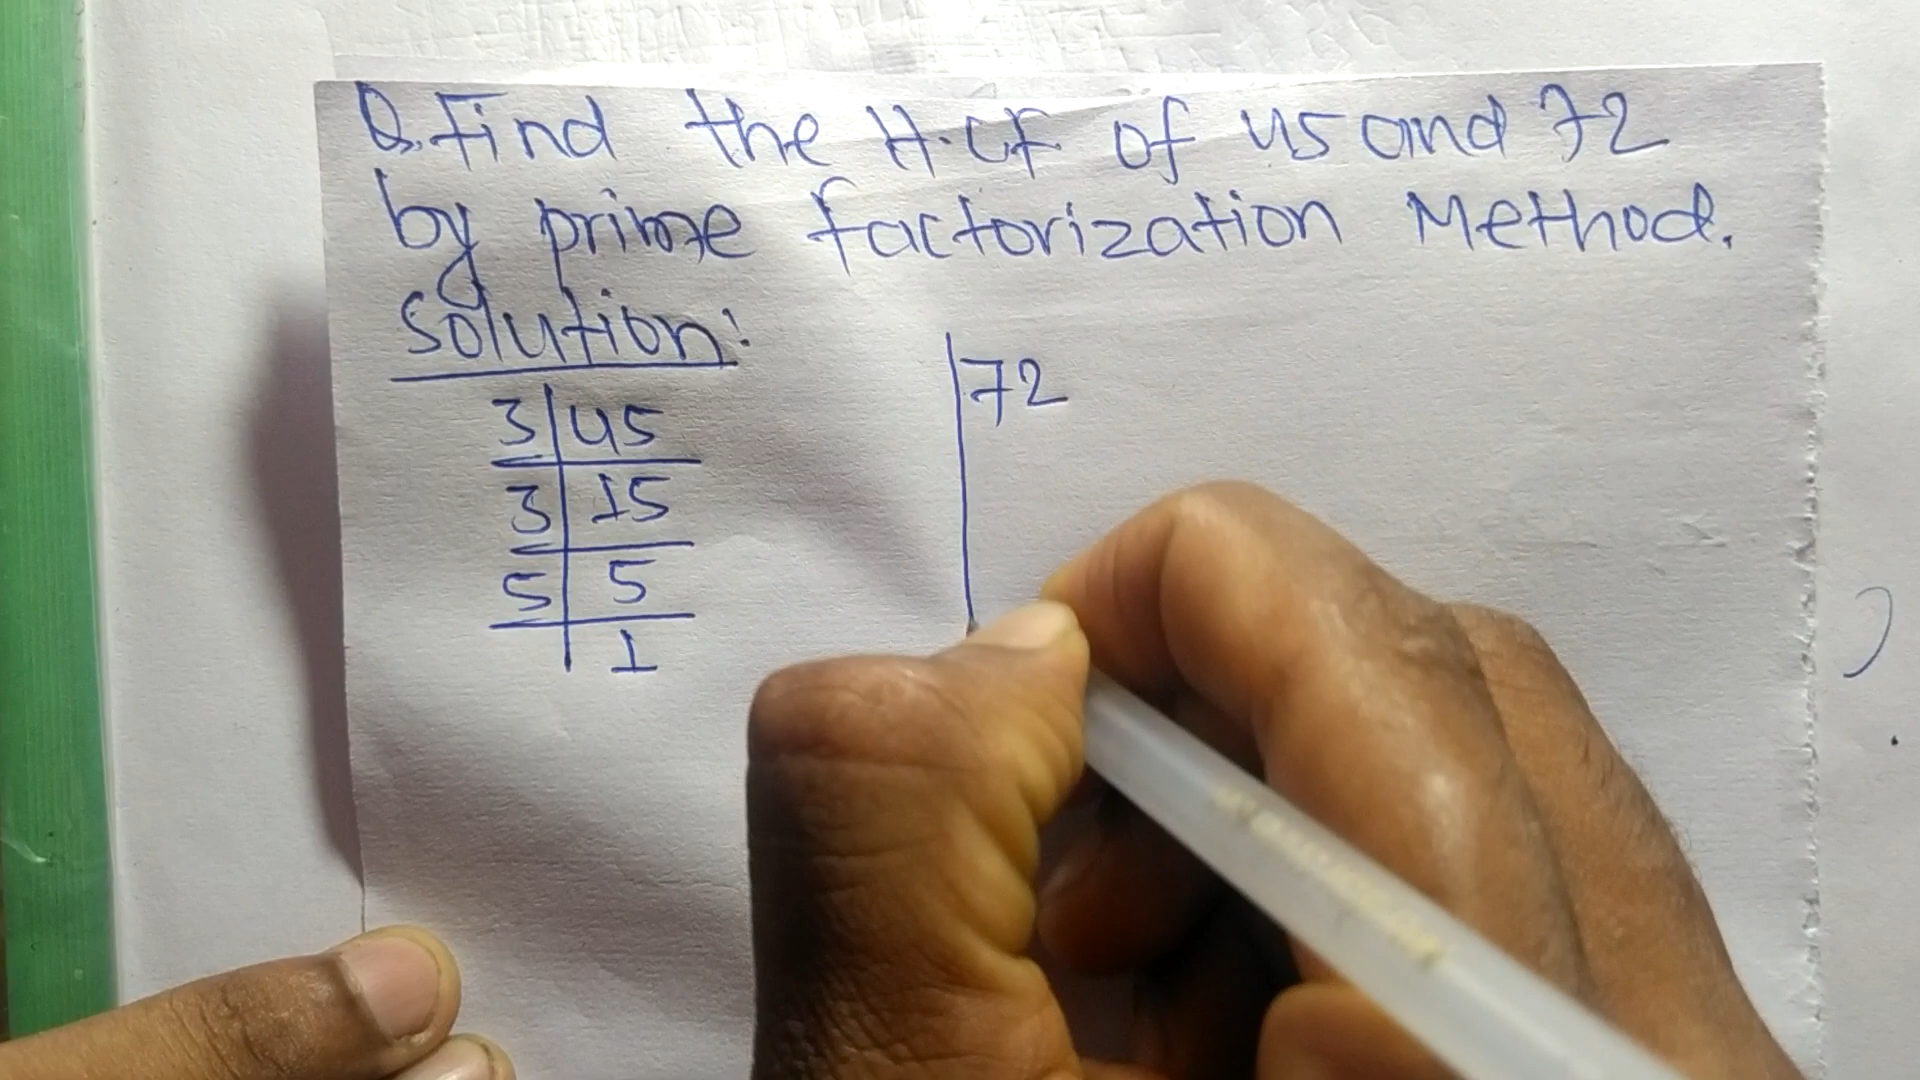 Q. Find the H.CF of 45 and 72
by prime factorization Method.
Solution:
3 | 45
3 | 15
5 | 5
1
72